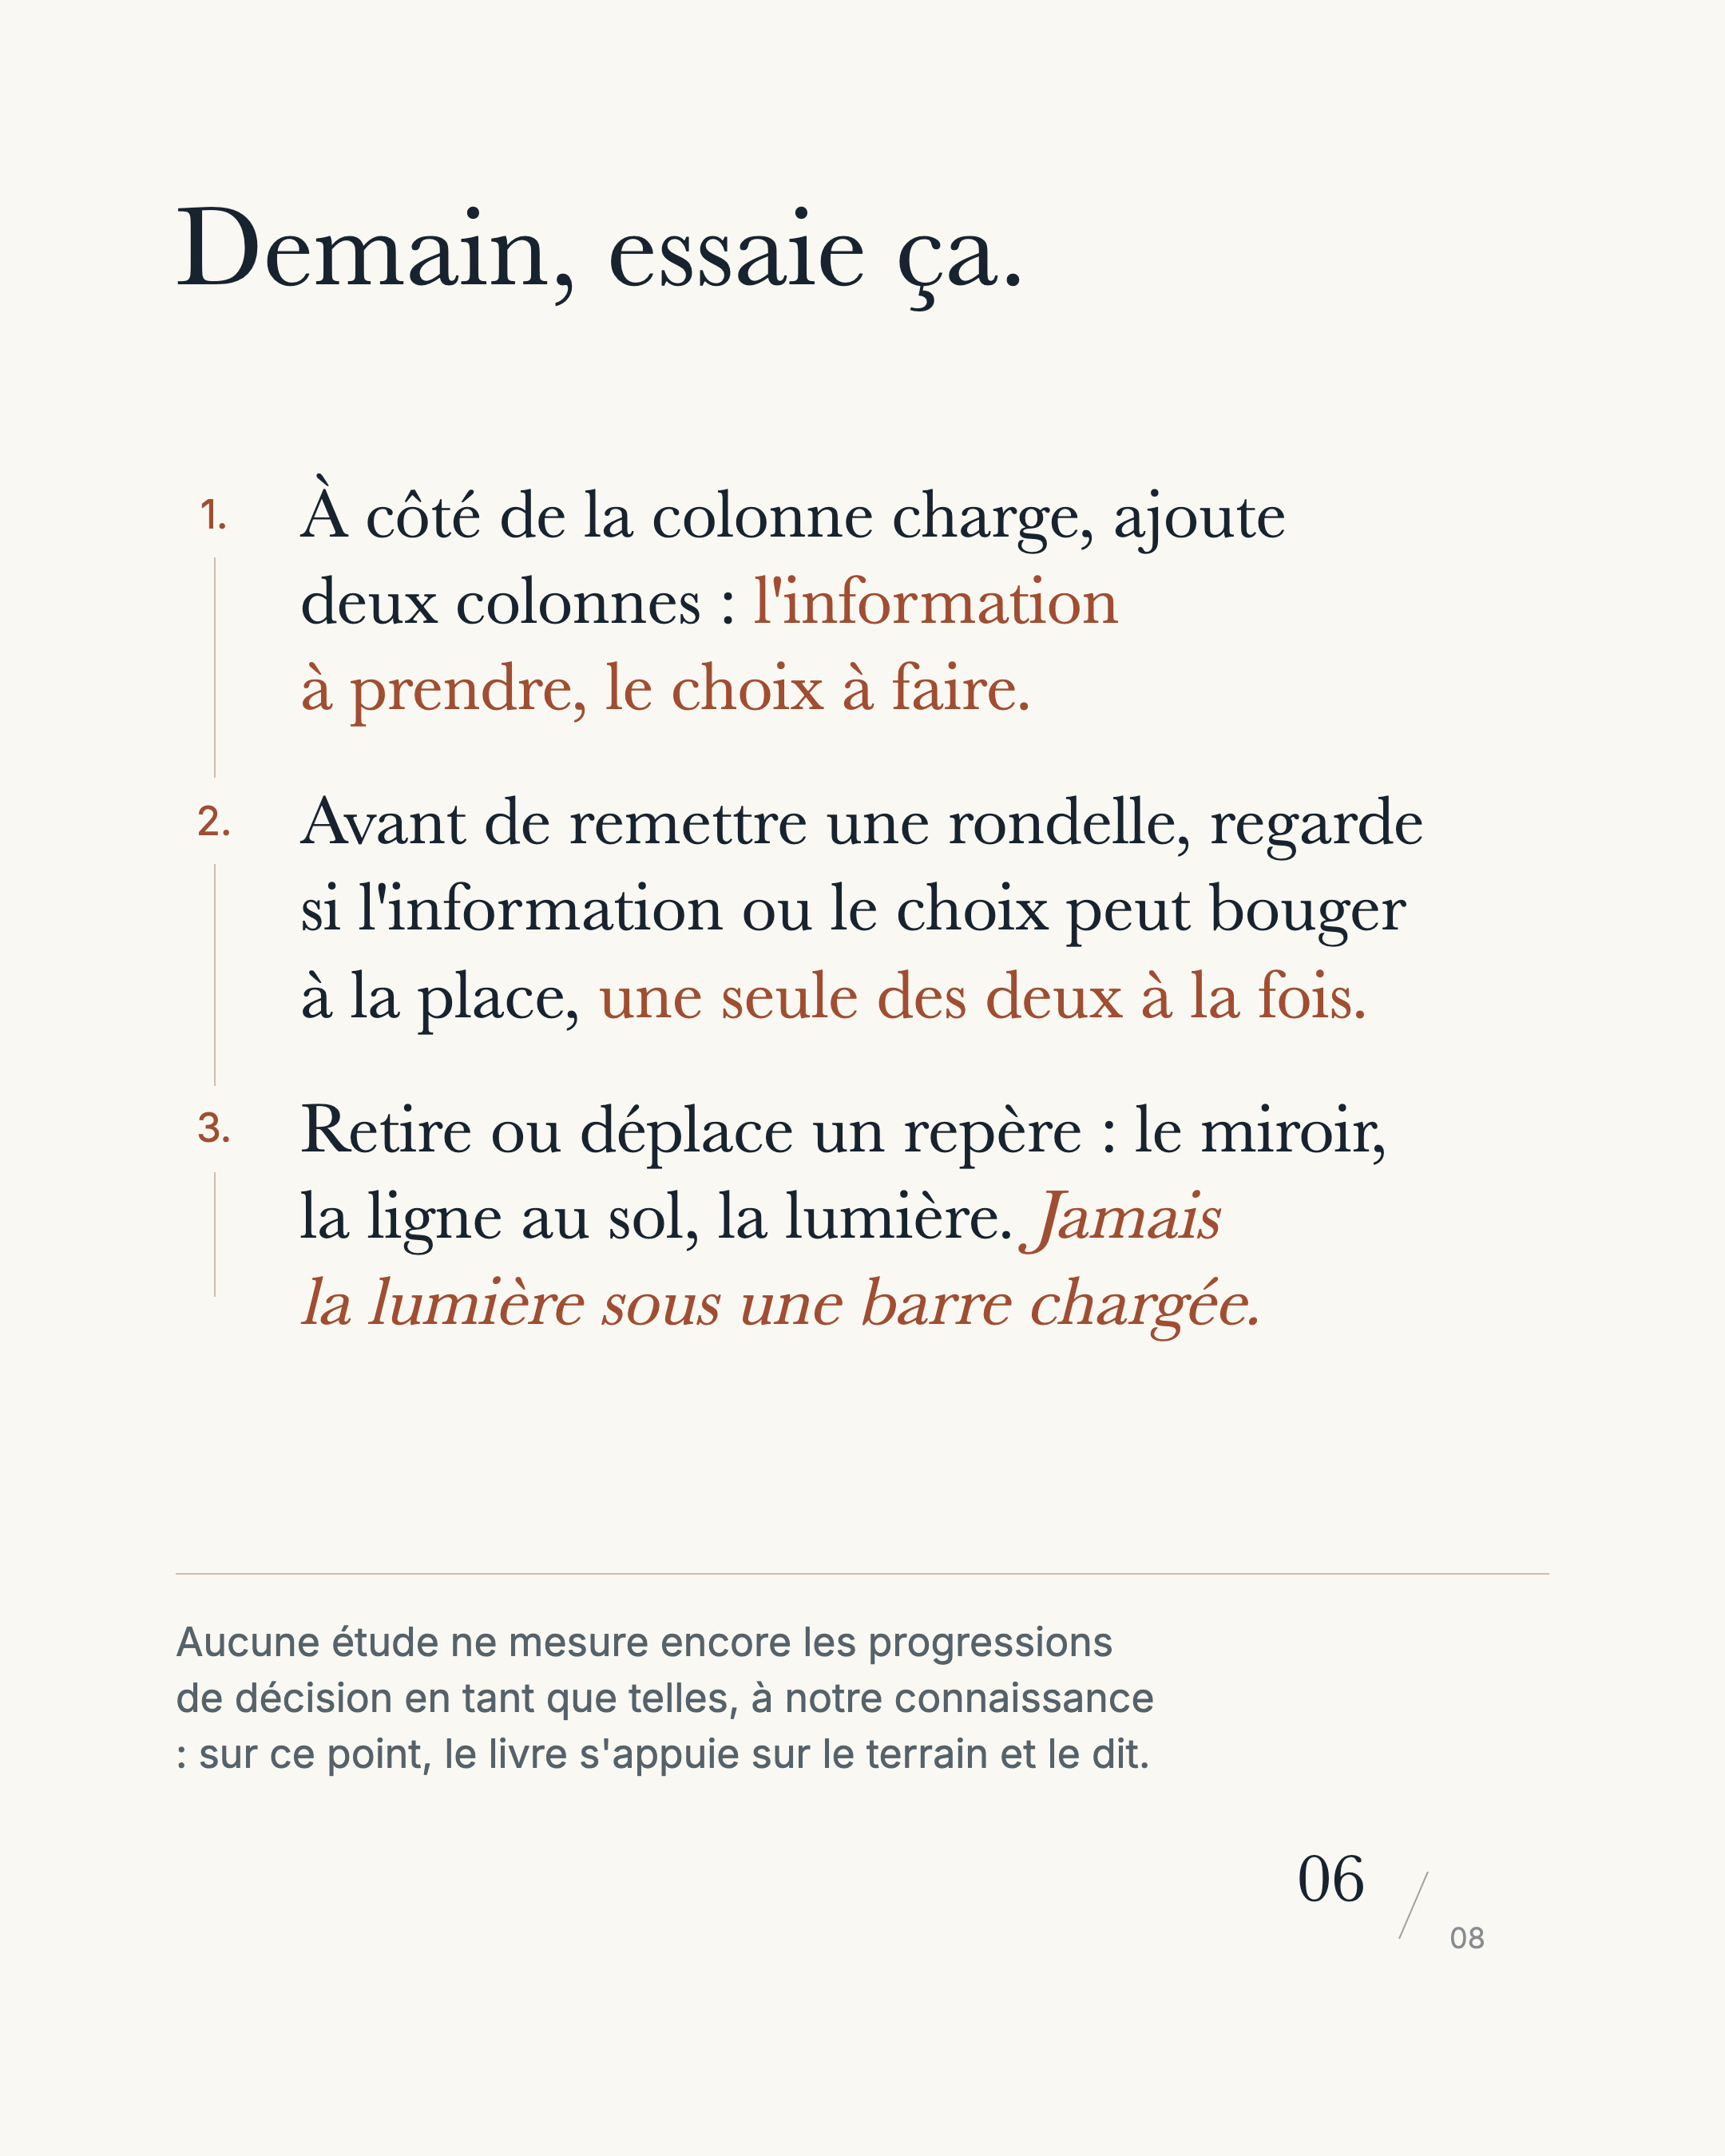 Demain, essaie ça.
1. À côté de la colonne charge, ajoute
deux colonnes : l'information
à prendre, le choix à faire.
2. Avant de remettre une rondelle, regarde
si l'information ou le choix peut bouger
à la place, une seule des deux à la fois.
3. Retire ou déplace un repère : le miroir,
la ligne au sol, la lumière. Jamais
la lumière sous une barre chargée.
Aucune étude ne mesure encore les progressions
de décision en tant que telles, à notre connaissance
: sur ce point, le livre s'appuie sur le terrain et le dit.
06 / 08